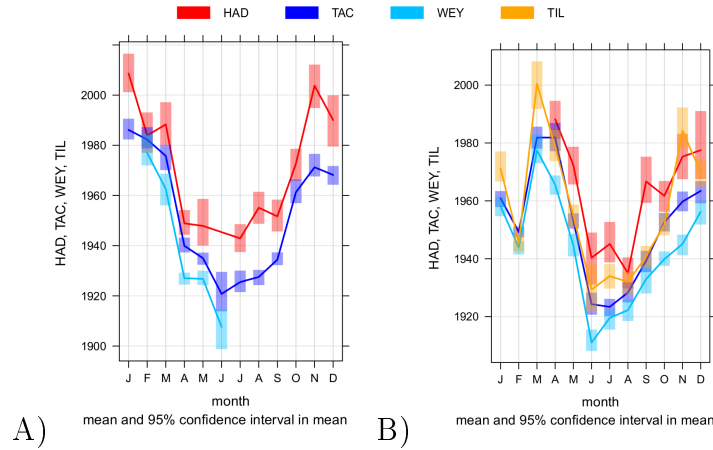 HAD TAC WEY TIL
HAD, TAC, WEY, TIL
2000
1980
1960
1940
1920
1900
J F M A M J J A S O N D
month
mean and 95% confidence interval in mean
A)
HAD, TAC, WEY, TIL
2000
1980
1960
1940
1920
J F M A M J J A S O N D
month
mean and 95% confidence interval in mean
B)